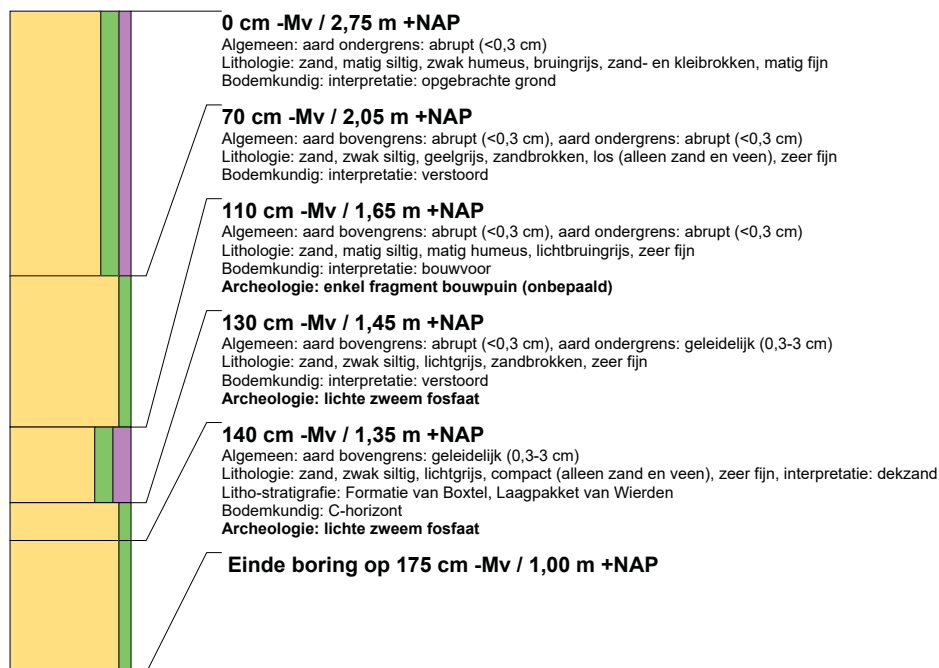 0 cm -Mv / 2,75 m +NAP
Algemeen: aard ondergrens: abrupt (<0,3 cm)
Lithologie: zand, matig siltig, zwak humeus, bruingrijs, zand- en kleibrokken, matig fijn
Bodemkundig: interpretatie: opgebrachte grond
70 cm -Mv / 2,05 m +NAP
Algemeen: aard bovengrens: abrupt (<0,3 cm), aard ondergrens: abrupt (<0,3 cm)
Lithologie: zand, zwak siltig, geelgrijs, zandbrokken, los (alleen zand en veen), zeer fijn
Bodemkundig: interpretatie: verstoord
110 cm -Mv / 1,65 m +NAP
Algemeen: aard bovengrens: abrupt (<0,3 cm), aard ondergrens: abrupt (<0,3 cm)
Lithologie: zand, matig siltig, matig humeus, lichtbruingrijs, zeer fijn
Bodemkundig: interpretatie: bouwvoor
Archeologie: enkel fragment bouwpuin (onbepaald)
130 cm -Mv / 1,45 m +NAP
Algemeen: aard bovengrens: abrupt (<0,3 cm), aard ondergrens: geleidelijk (0,3-3 cm)
Lithologie: zand, zwak siltig, lichtgrijs, zandbrokken, zeer fijn
Bodemkundig: interpretatie: verstoord
Archeologie: lichte zweem fosfaat
140 cm -Mv / 1,35 m +NAP
Algemeen: aard bovengrens: geleidelijk (0,3-3 cm)
Lithologie: zand, zwak siltig, lichtgrijs, compact (alleen zand en veen), zeer fijn, interpretatie: dekzand
Litho-stratigrafie: Formatie van Boxtel, Laagpakket van Wierden
Bodemkundig: C-horizont
Archeologie: lichte zweem fosfaat
Einde boring op 175 cm -Mv / 1,00 m +NAP